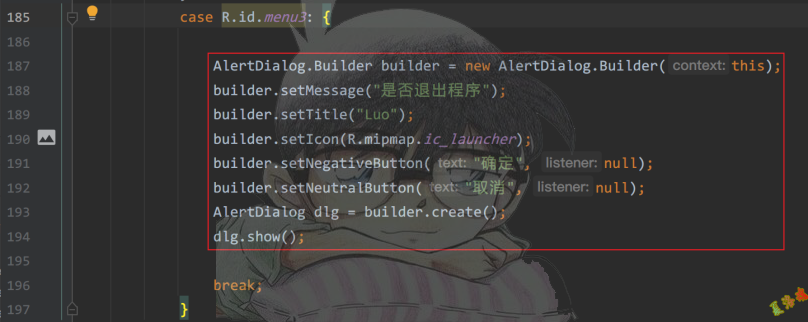 185 case R.id.menu3: {
186
187 AlertDialog.Builder builder = new AlertDialog.Builder( context: this);
188 builder.setMessage("是否退出程序");
189 builder.setTitle("Luo");
190 builder.setIcon(R.mipmap.ic_launcher);
191 builder.setNegativeButton( text: "确定", listener: null);
192 builder.setNeutralButton( text: "取消", listener: null);
193 AlertDialog dlg = builder.create();
194 dlg.show();
195
196 break;
197 }